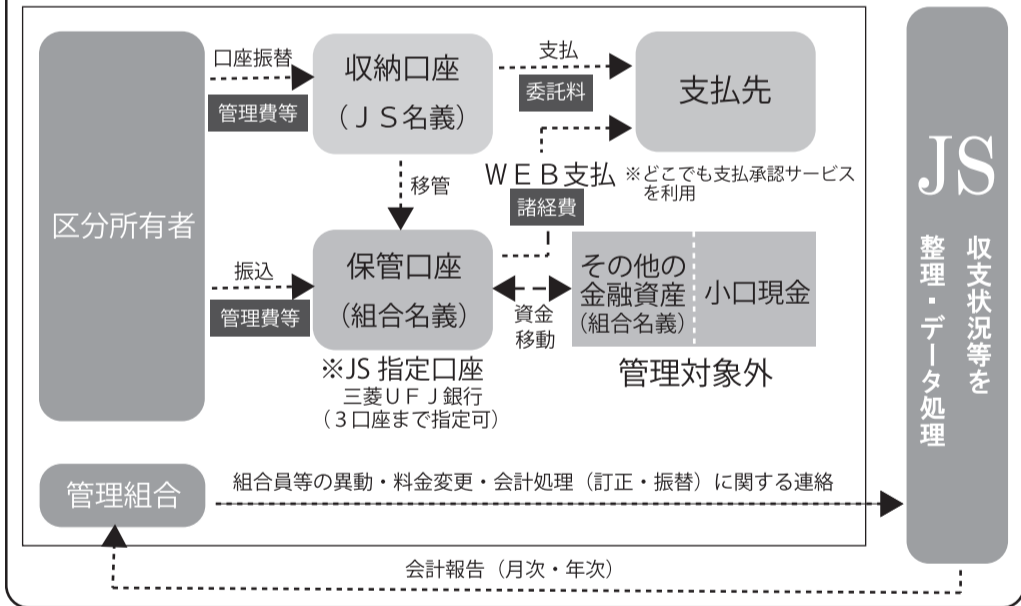 区分所有者
口座振替
管理費等
収納口座
（ＪＳ名義）
支払
委託料
支払先
移管
ＷＥＢ支払
諸経費
※どこでも支払承認サービス
を利用
振込
管理費等
保管口座
（組合名義）
※JS 指定口座
三菱ＵＦＪ銀行
（３口座まで指定可）
資金
移動
その他の
金融資産
（組合名義）
小口現金
管理対象外
管理組合
組合員等の異動・料金変更・会計処理（訂正・振替）に関する連絡
会計報告（月次・年次）
JS
収支状況等を
整理・データ処理